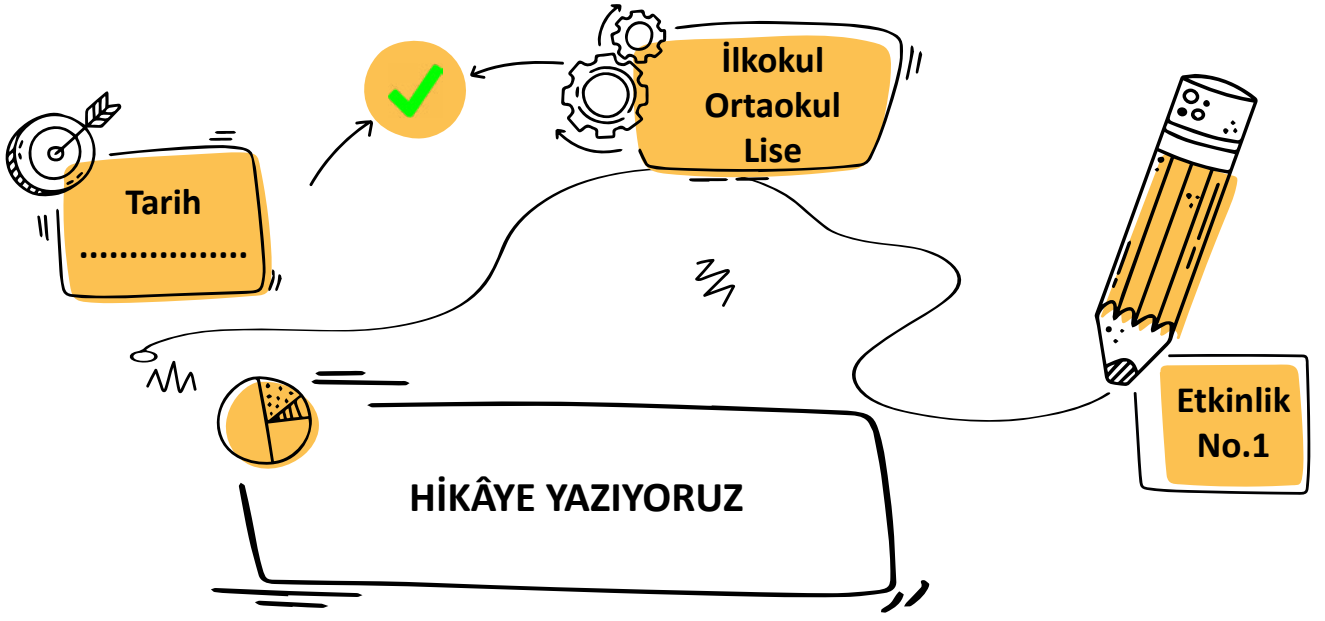 İlkokul
Ortaokul
Lise
Tarih
.................
Etkinlik
No.1
HİKÂYE YAZIYORUZ